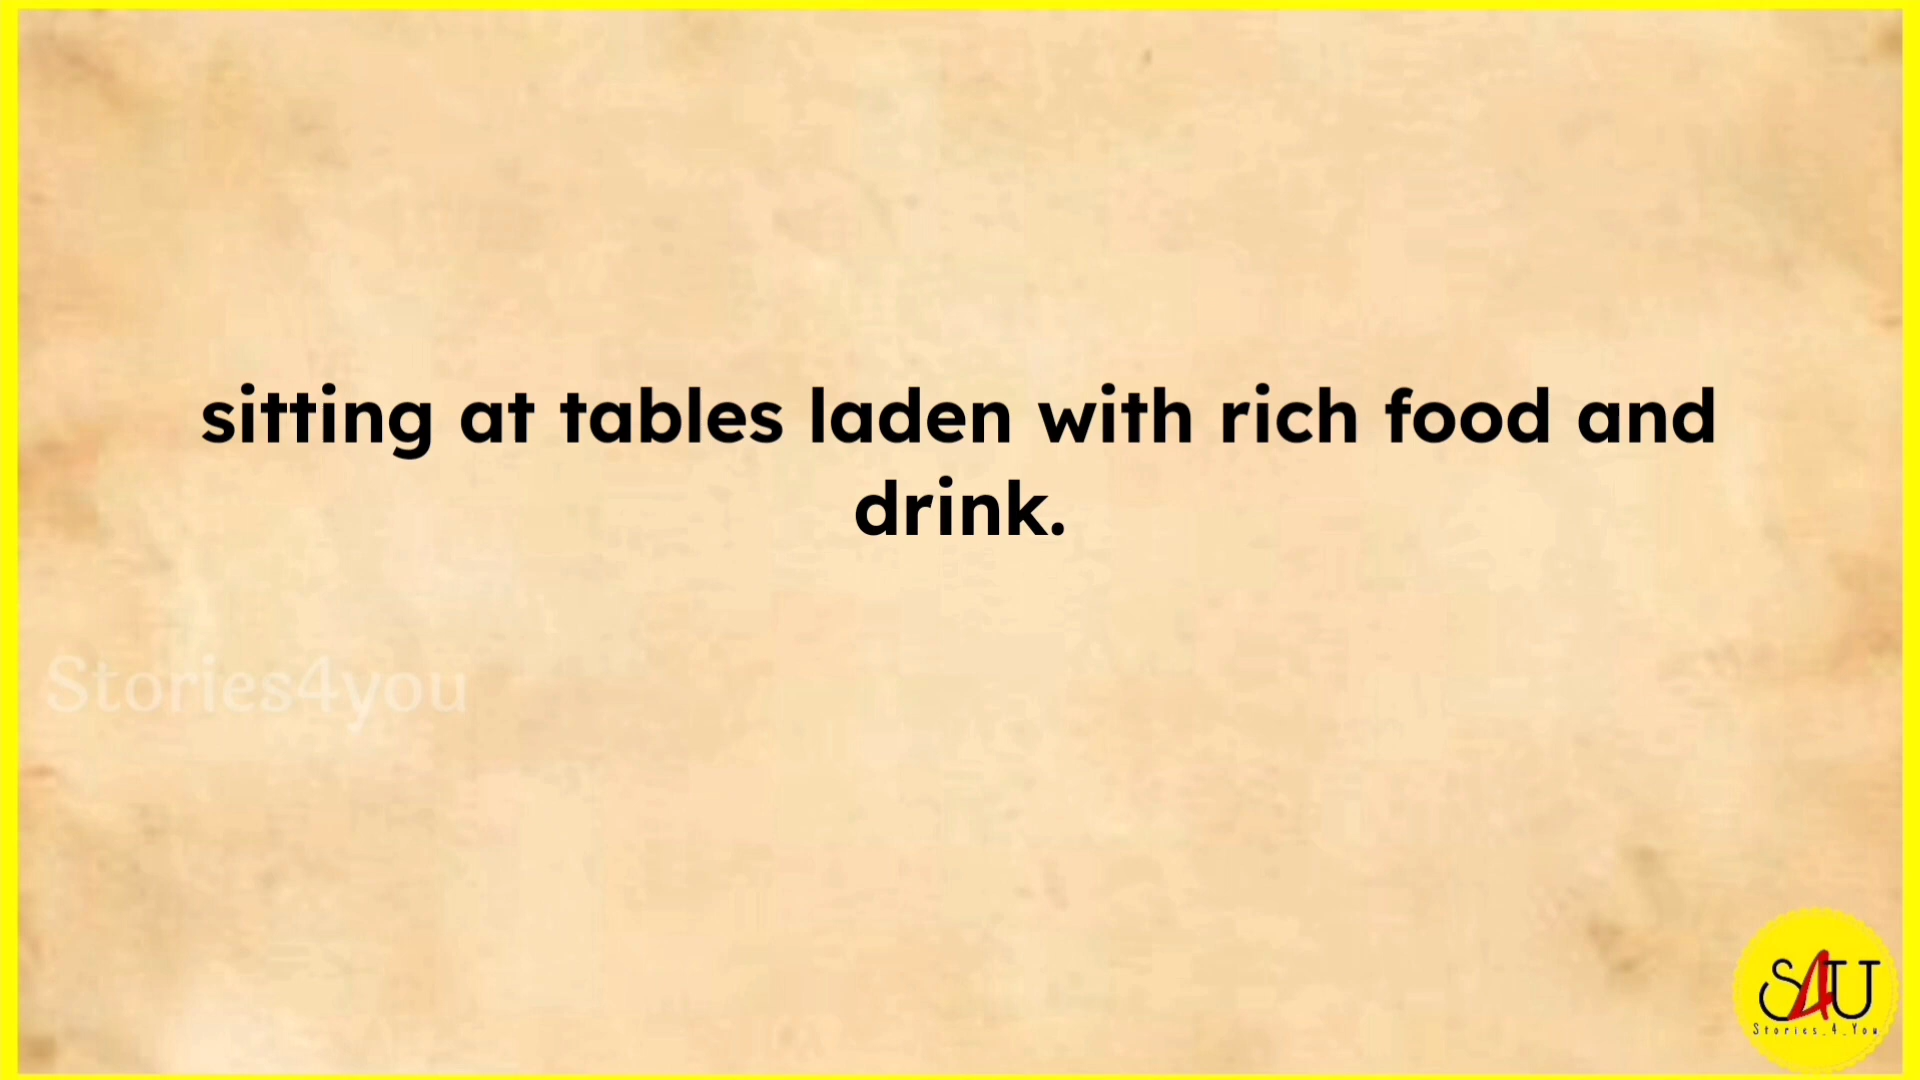 sitting at tables laden with rich food and
drink.
Stories4you
S4U
Stories_4_You